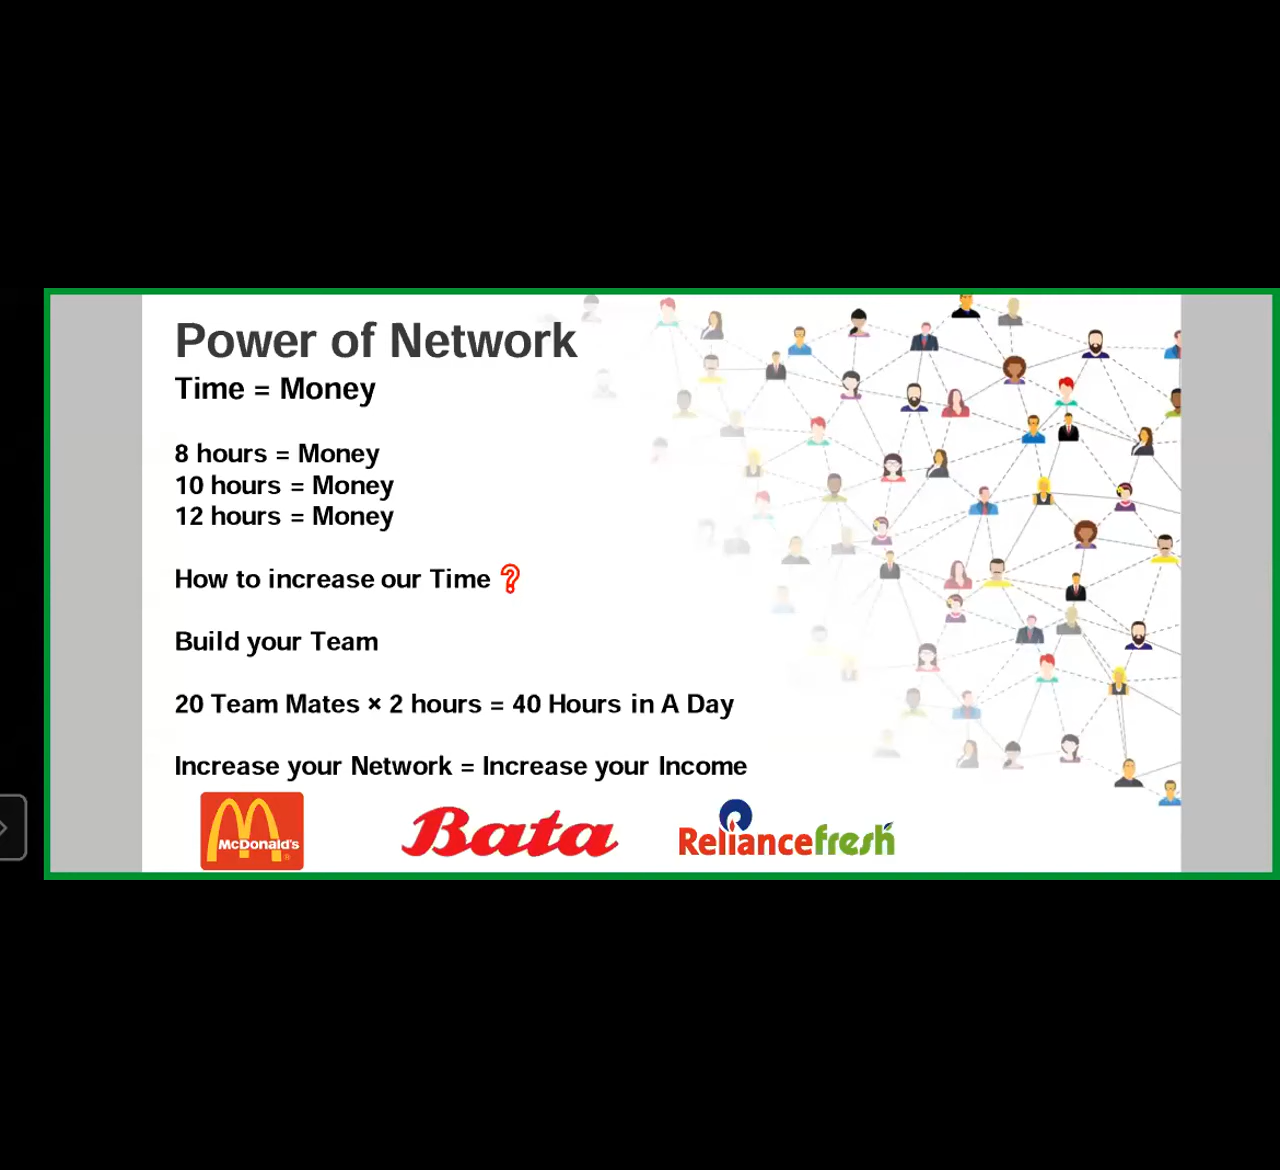 Power of Network
Time = Money
8 hours = Money
10 hours = Money
12 hours = Money
How to increase our Time ?
Build your Team
20 Team Mates × 2 hours = 40 Hours in A Day
Increase your Network = Increase your Income
McDonald's ®
Bata
Reliancefresh